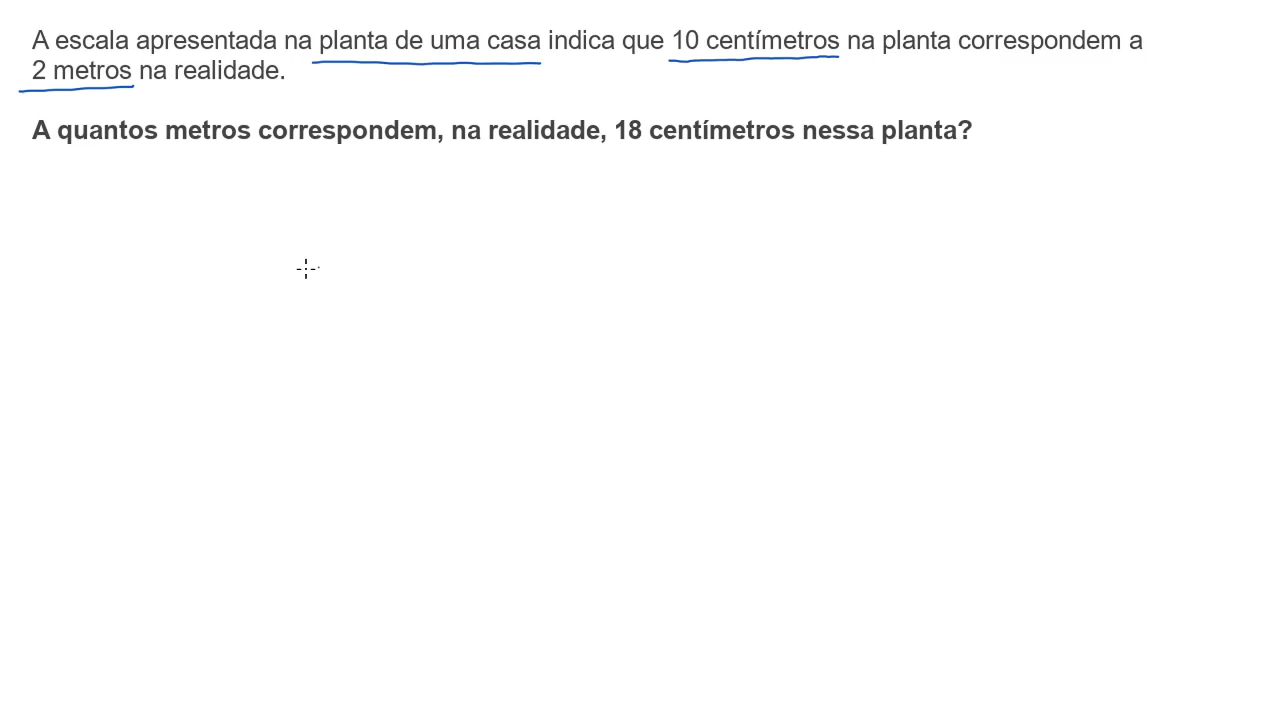 A escala apresentada na planta de uma casa indica que 10 centímetros na planta correspondem a
2 metros na realidade.
A quantos metros correspondem, na realidade, 18 centímetros nessa planta?